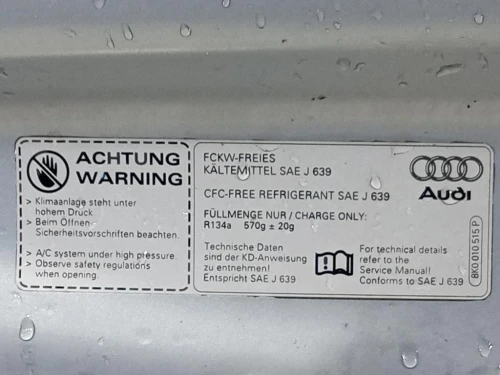 ACHTUNG
WARNING
> Klimaanlage steht unter
hohem Druck.
> Beim Öffnen
Sicherheitsvorschriften beachten.
> A/C system under high pressure.
> Observe safety regulations
when opening.
FCKW-FREIES
KÄLTEMITTEL SAE J 639
CFC-FREE REFRIGERANT SAE J 639
FÜLLMENGE NUR / CHARGE ONLY:
R134a 570g ± 20g
Technische Daten
sind der KD-Anweisung
zu entnehmen!
Entspricht SAE J 639
For technical details
refer to the
Service Manual!
Conforms to SAE J 639
Audi
8K0 010 515 P